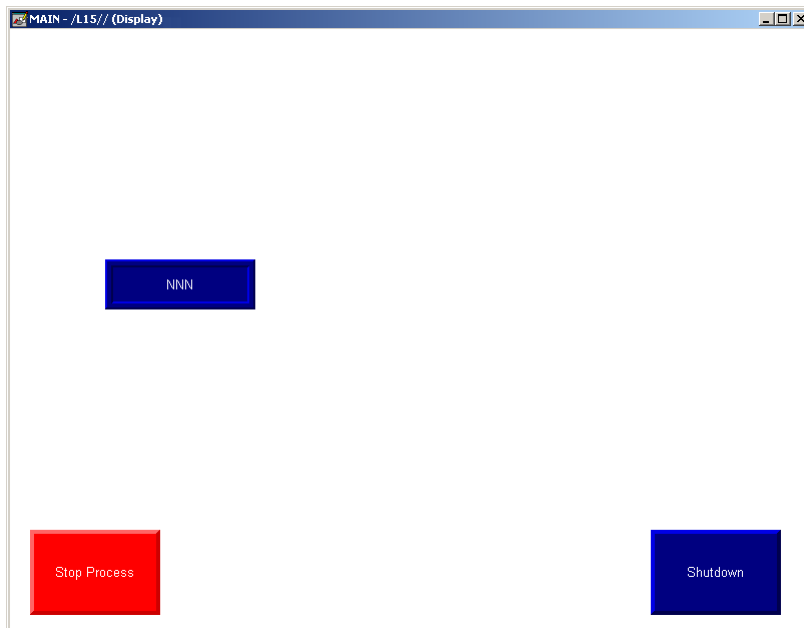 MAIN - /L15// (Display)
NNN
Stop Process
Shutdown